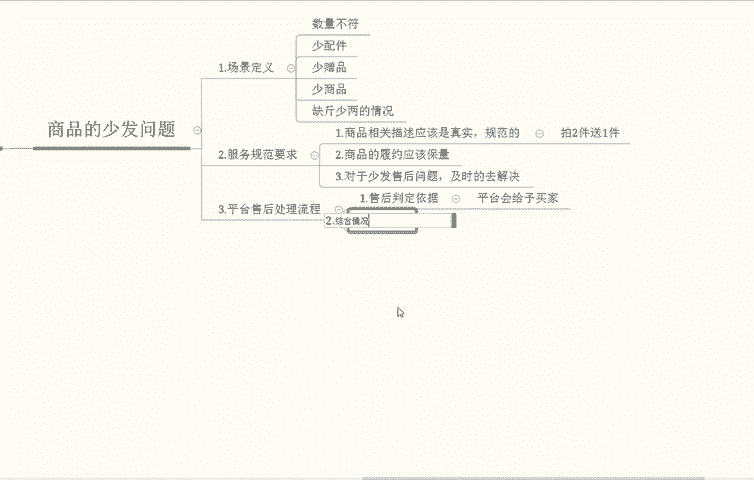 商品的少发问题
1.场景定义
数量不符
少配件
少赠品
少商品
缺斤少两的情况
2.服务规范要求
1.商品相关描述应该是真实，规范的
拍2件送1件
2.商品的履约应该保量
3.对于少发售后问题，及时的去解决
3.平台售后处理流程
1.售后判定依据
平台会给予买家
2.综合情况